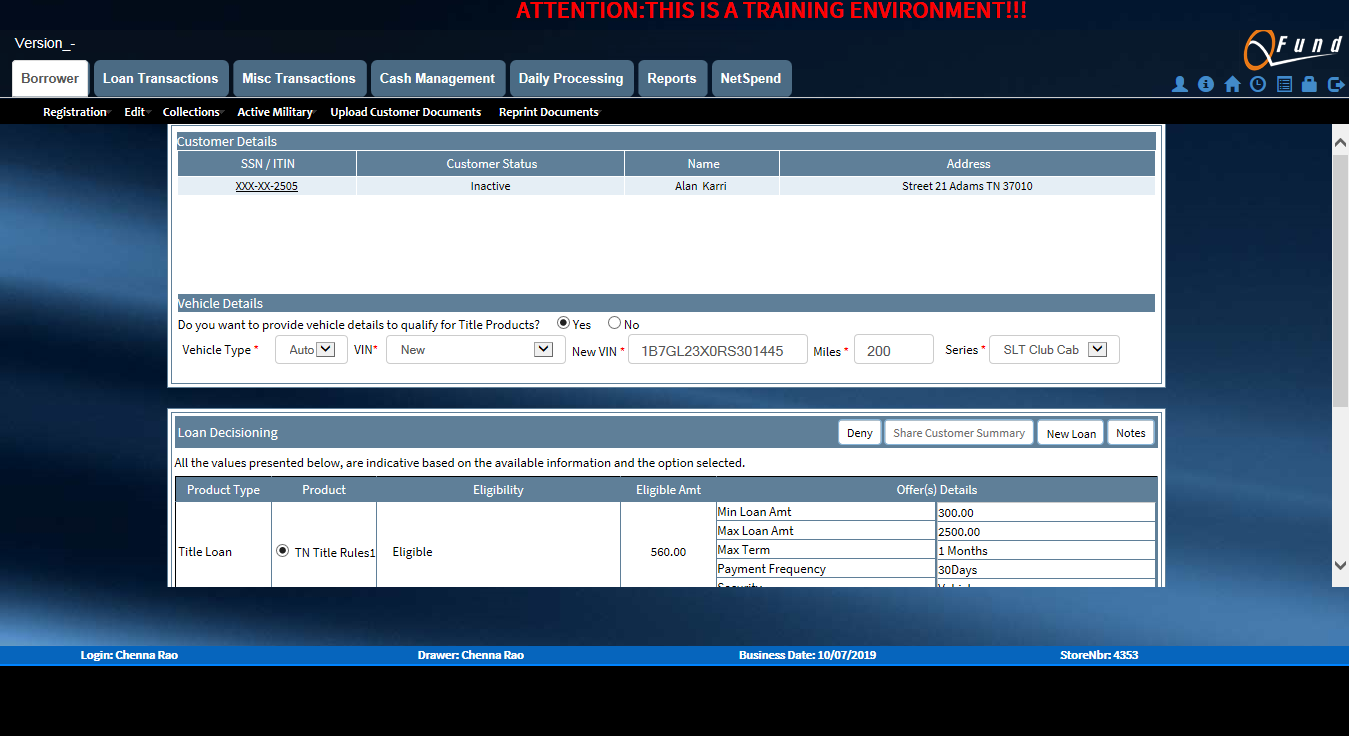 ATTENTION:THIS IS A TRAINING ENVIRONMENT!!!
Version_-
QFund
Borrower Loan Transactions Misc Transactions Cash Management Daily Processing Reports NetSpend
Registration Edit Collections Active Military Upload Customer Documents Reprint Documents
Customer Details
SSN / ITIN Customer Status Name Address
XXX-XX-2505 Inactive Alan Karri Street 21 Adams TN 37010
Vehicle Details
Do you want to provide vehicle details to qualify for Title Products? Yes No
Vehicle Type * Auto VIN* New New VIN * 1B7GL23X0RS301445 Miles * 200 Series * SLT Club Cab
Loan Decisioning Deny Share Customer Summary New Loan Notes
All the values presented below, are indicative based on the available information and the option selected.
Product Type Product Eligibility Eligible Amt Offer(s) Details
Min Loan Amt 300.00
Max Loan Amt 2500.00
Title Loan TN Title Rules1 Eligible 560.00 Max Term 1 Months
Payment Frequency 30Days
Login: Chenna Rao Drawer: Chenna Rao Business Date: 10/07/2019 StoreNbr: 4353